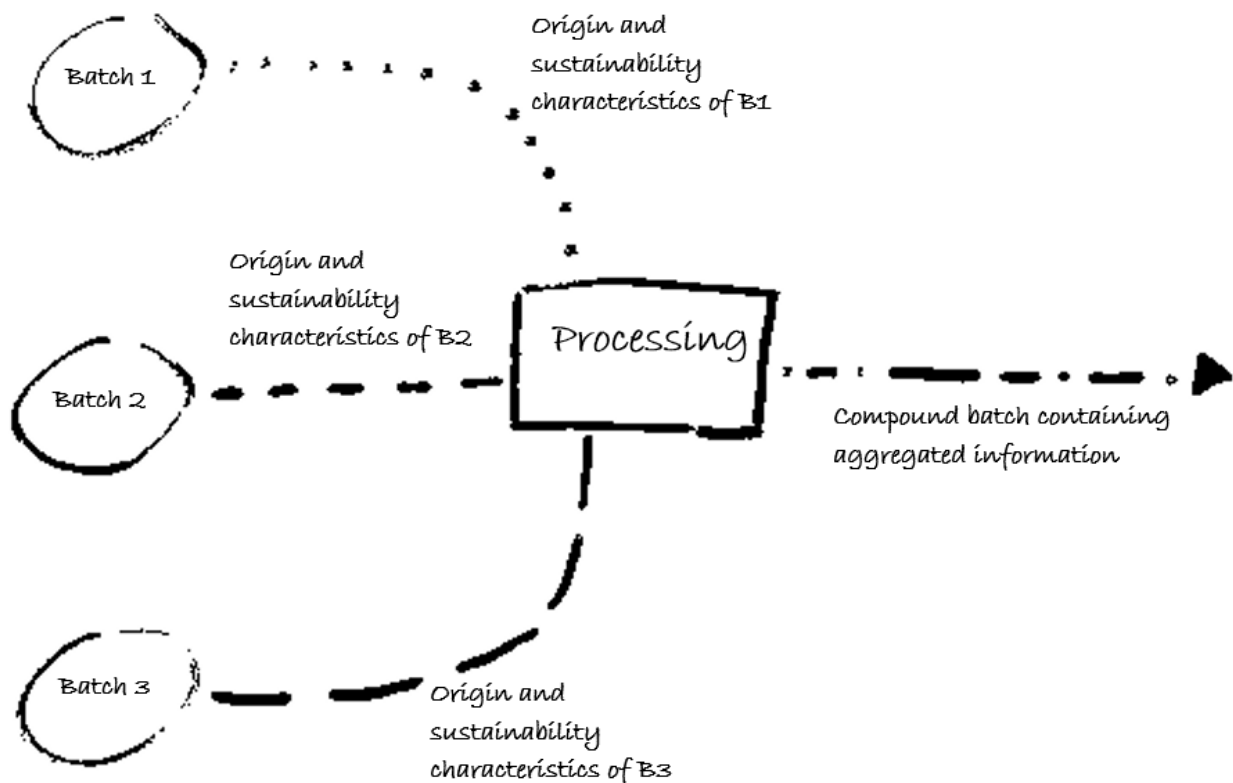 Batch 1
Origin and
sustainability
characteristics of B1
Origin and
sustainability
characteristics of B2
Batch 2
Processing
Compound batch containing
aggregated information
Batch 3
Origin and
sustainability
characteristics of B3